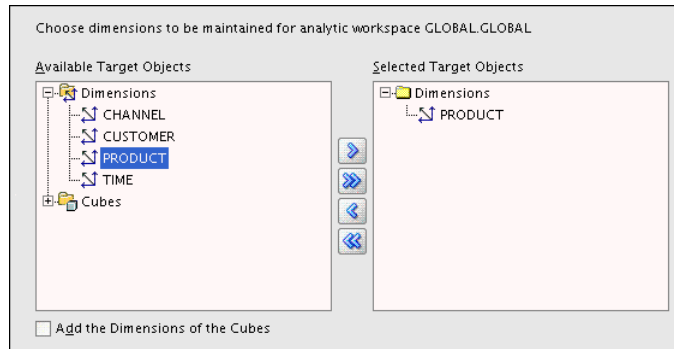 Choose dimensions to be maintained for analytic workspace GLOBAL.GLOBAL
Available Target Objects
Dimensions
CHANNEL
CUSTOMER
PRODUCT
TIME
Cubes
Selected Target Objects
Dimensions
PRODUCT
Add the Dimensions of the Cubes